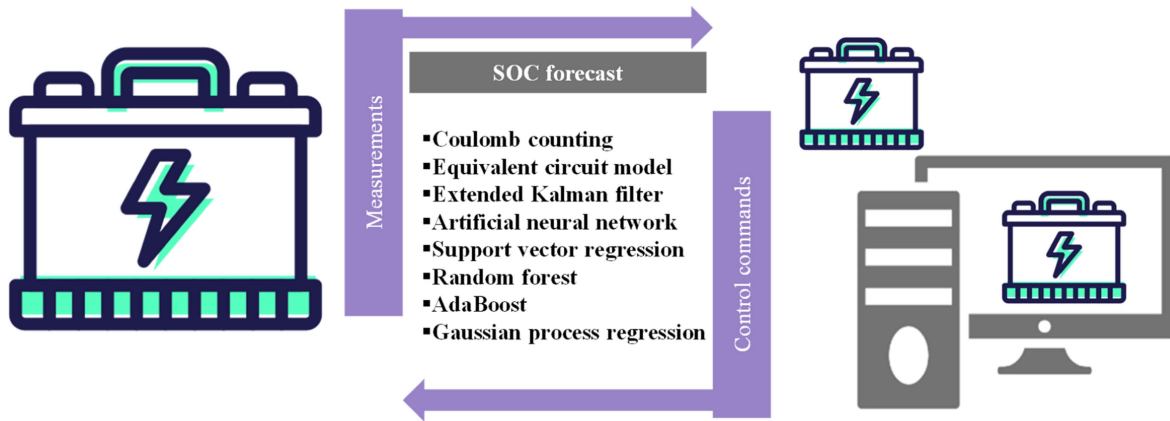 Measurements
SOC forecast
▪Coulomb counting
▪Equivalent circuit model
▪Extended Kalman filter
▪Artificial neural network
▪Support vector regression
▪Random forest
▪AdaBoost
▪Gaussian process regression
Control commands